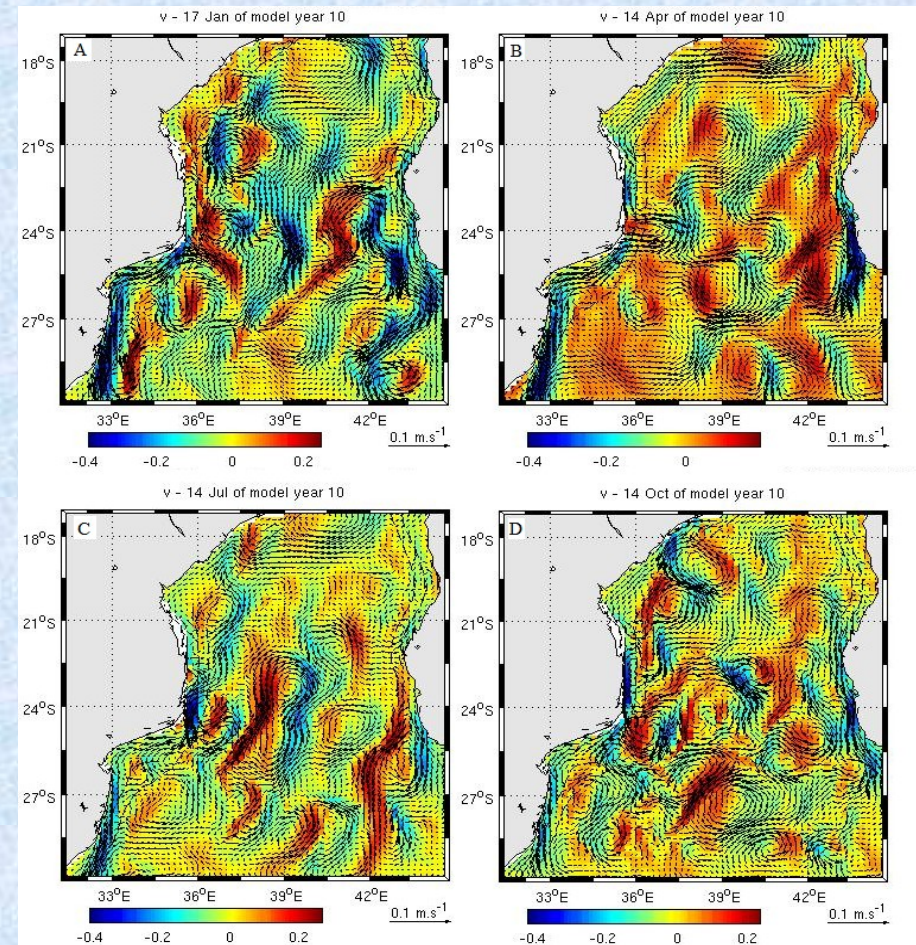 v - 17 Jan of model year 10
A
18°S
21°S
24°S
27°S
33°E 36°E 39°E 42°E
-0.4 -0.2 0 0.2
0.1 m.s⁻¹
v - 14 Apr of model year 10
B
18°S
21°S
24°S
27°S
33°E 36°E 39°E 42°E
-0.4 -0.2 0
0.1 m.s⁻¹
v - 14 Jul of model year 10
C
18°S
21°S
24°S
27°S
33°E 36°E 39°E 42°E
-0.4 -0.2 0 0.2
0.1 m.s⁻¹
v - 14 Oct of model year 10
D
18°S
21°S
24°S
27°S
33°E 36°E 39°E 42°E
-0.4 -0.2 0 0.2
0.1 m.s⁻¹